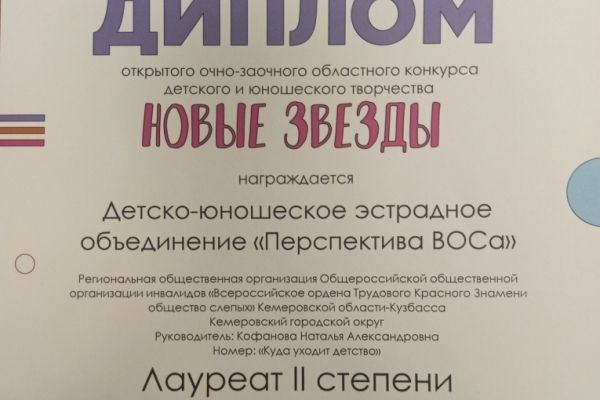 ДИПЛОМ
открытого очно-заочного областного конкурса
детского и юношеского творчества
НОВЫЕ ЗВЕЗДЫ
награждается
Детско-юношеское эстрадное
объединение «Перспектива ВОСа»
Региональная общественная организация Общероссийской общественной
организации инвалидов «Всероссийское ордена Трудового Красного Знамени
общество слепых» Кемеровской области-Кузбасса
Кемеровский городской округ
Руководитель: Кофанова Наталья Александровна
Номер: «Куда уходит детство»
Лауреат II степени